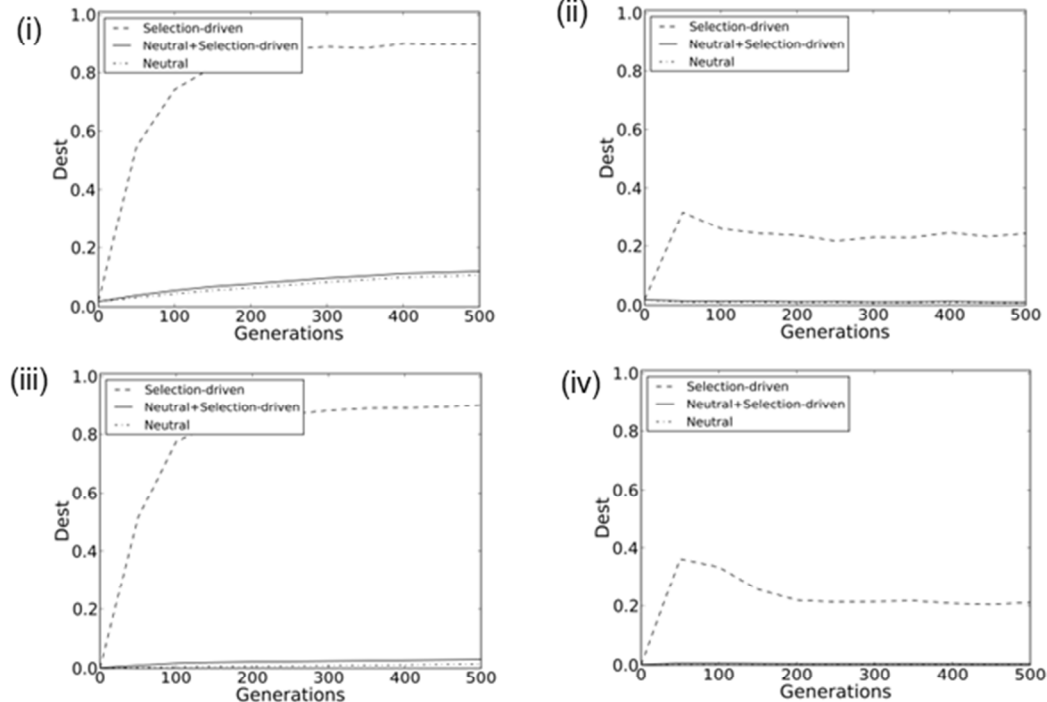 (i)
1.0
0.8
0.6
0.4
0.2
0.0
Dest
Selection-driven
Neutral+Selection-driven
Neutral
0 100 200 300 400 500
Generations
(ii)
1.0
0.8
0.6
0.4
0.2
0.0
Dest
Selection-driven
Neutral+Selection-driven
Neutral
0 100 200 300 400 500
Generations
(iii)
1.0
0.8
0.6
0.4
0.2
0.0
Dest
Selection-driven
Neutral+Selection-driven
Neutral
0 100 200 300 400 500
Generations
(iv)
1.0
0.8
0.6
0.4
0.2
0.0
Dest
Selection-driven
Neutral+Selection-driven
Neutral
0 100 200 300 400 500
Generations